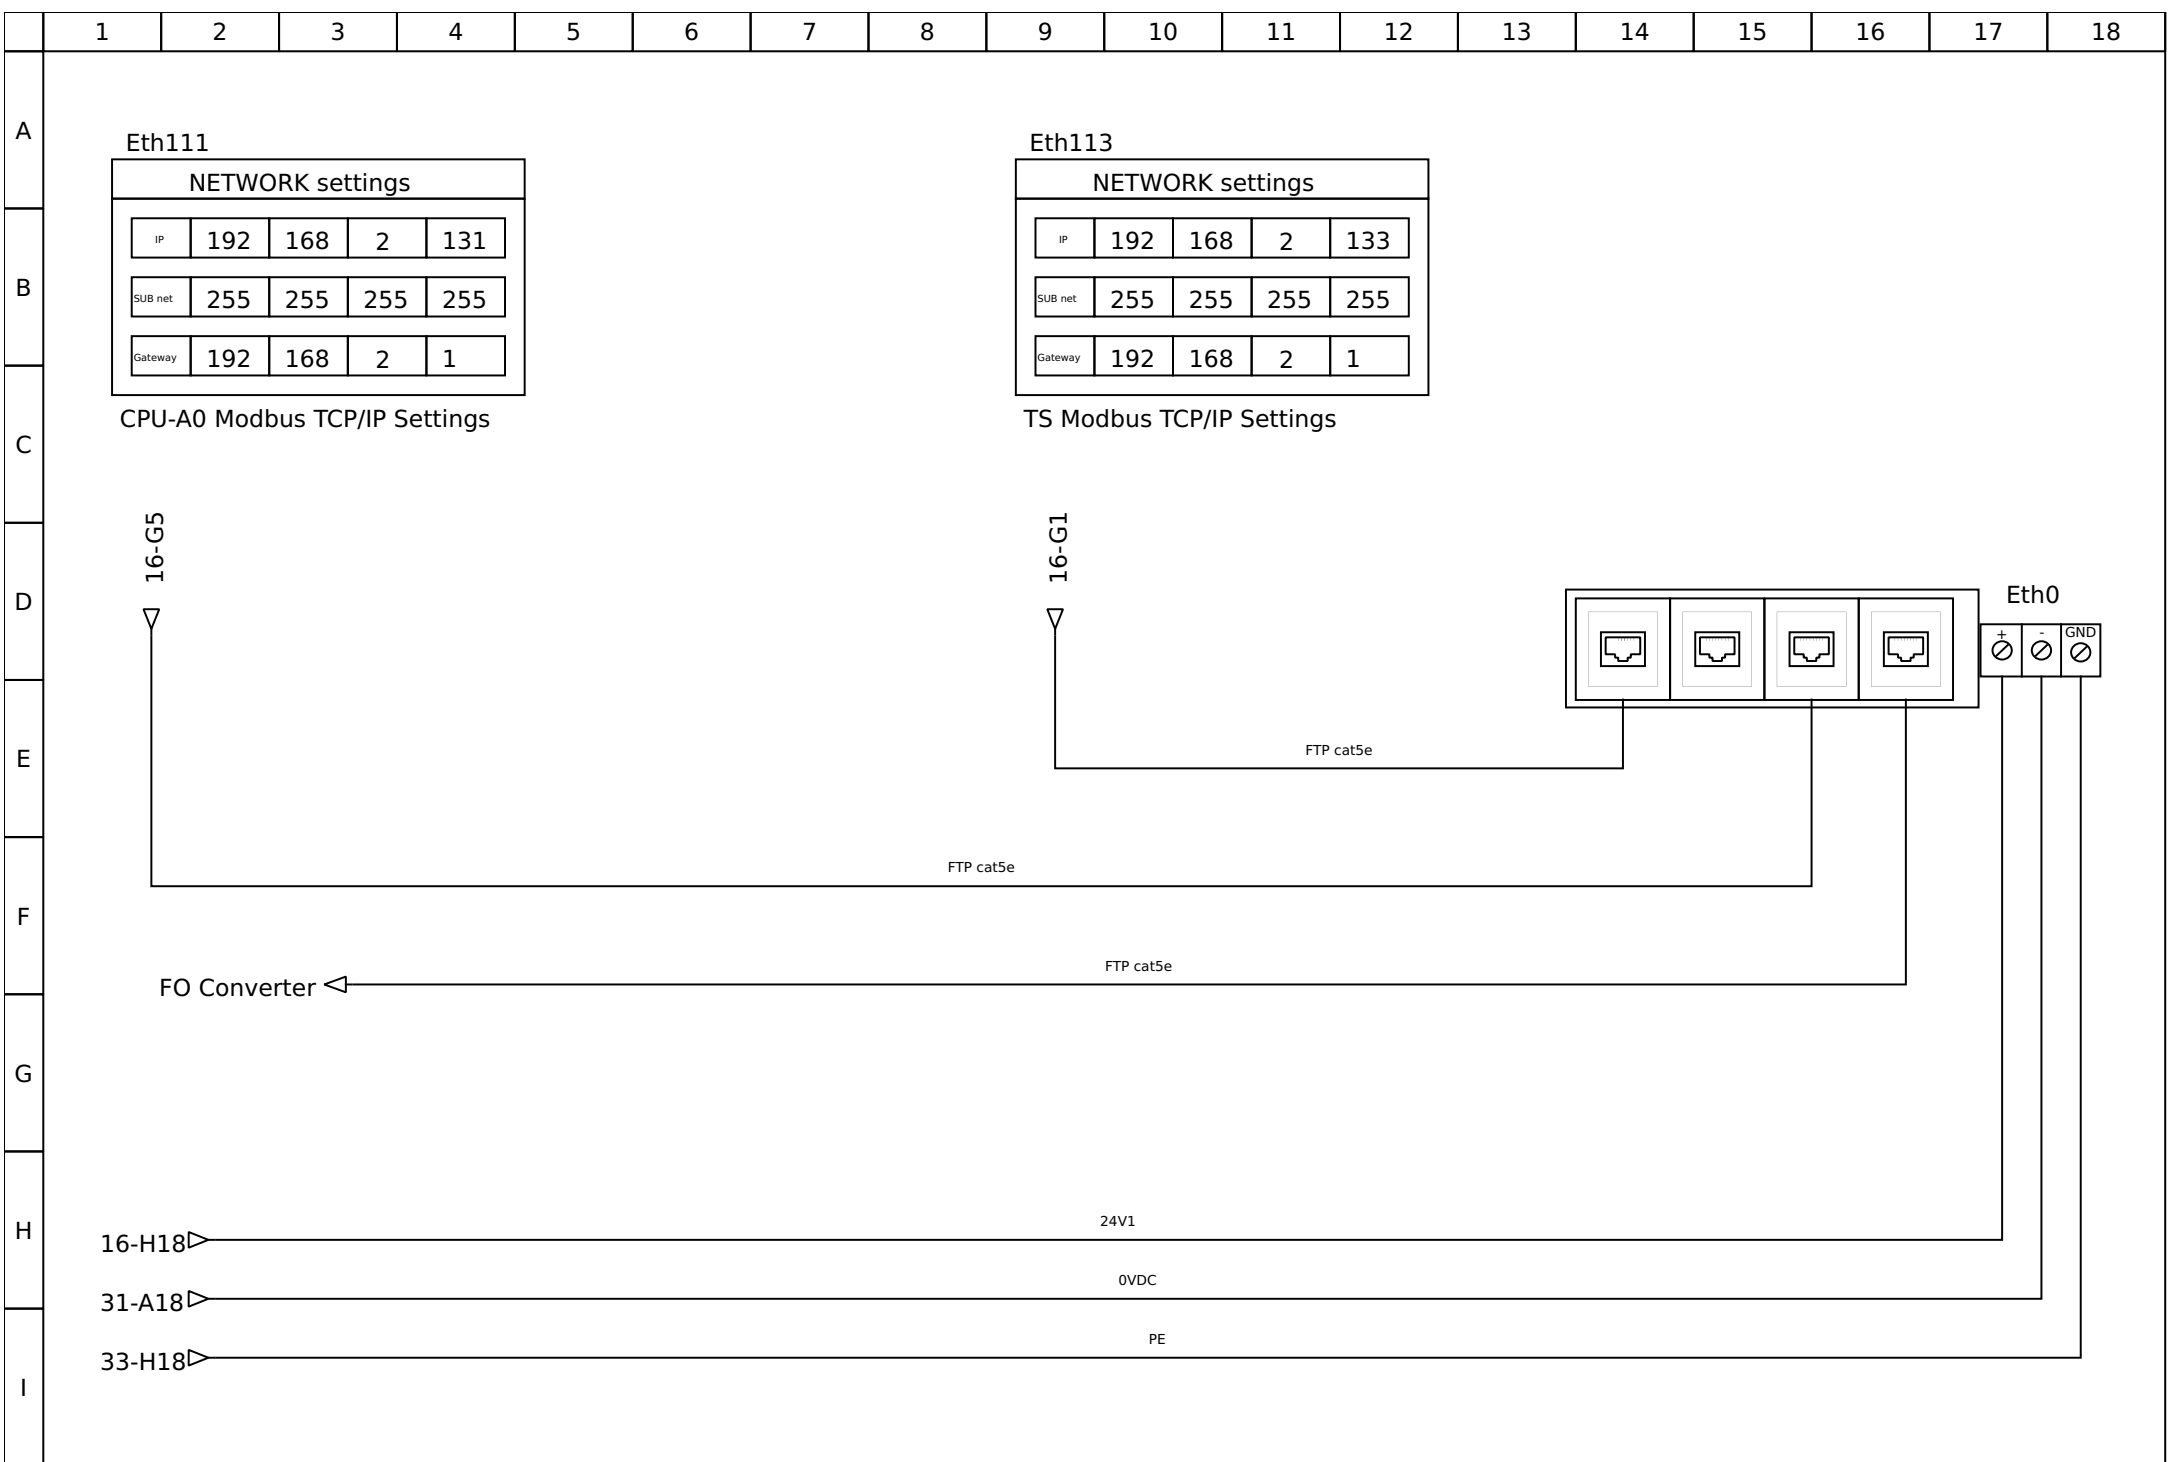 1 2 3 4 5 6 7 8 9 10 11 12 13 14 15 16 17 18
A
Eth111 Eth113
NETWORK settings NETWORK settings
IP 192 168 2 131 IP 192 168 2 133
B
SUB net 255 255 255 255 SUB net 255 255 255 255
Gateway 192 168 2 1 Gateway 192 168 2 1
CPU-A0 Modbus TCP/IP Settings TS Modbus TCP/IP Settings
C
16-G5 16-G1
D
Eth0
+ - GND
FTP cat5e
E
FTP cat5e
F
FTP cat5e
FO Converter
G
24V1
H
16-H18
0VDC
31-A18
PE
33-H18
I